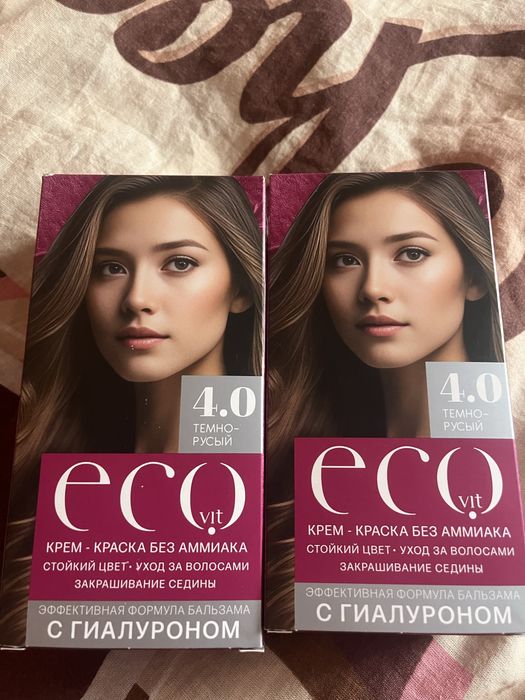 4.0
ТЕМНО-
РУСЫЙ
eco
vit
КРЕМ - КРАСКА БЕЗ АММИАКА
СТОЙКИЙ ЦВЕТ • УХОД ЗА ВОЛОСАМИ
ЗАКРАШИВАНИЕ СЕДИНЫ
ЭФФЕКТИВНАЯ ФОРМУЛА БАЛЬЗАМА
С ГИАЛУРОНОМ
4.0
ТЕМНО-
РУСЫЙ
eco
vit
КРЕМ - КРАСКА БЕЗ АММИАКА
СТОЙКИЙ ЦВЕТ • УХОД ЗА ВОЛОСАМИ
ЗАКРАШИВАНИЕ СЕДИНЫ
ЭФФЕКТИВНАЯ ФОРМУЛА БАЛЬЗАМА
С ГИАЛУРОНОМ